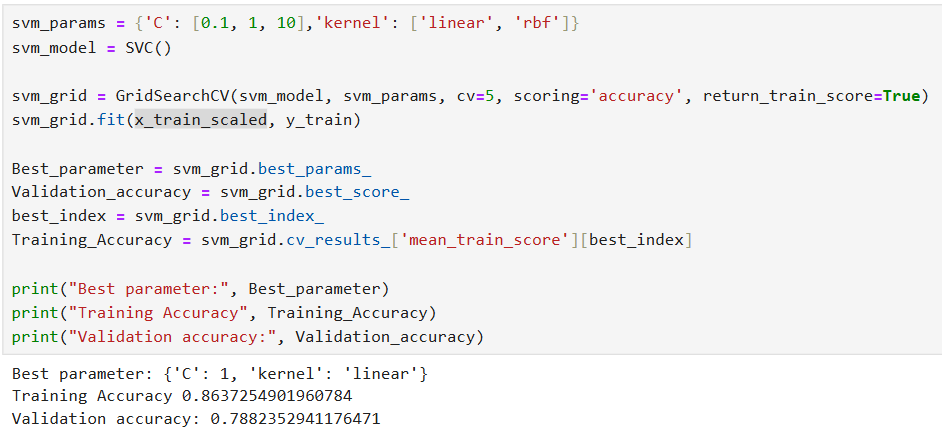 svm_params = {'C': [0.1, 1, 10],'kernel': ['linear', 'rbf']}
svm_model = SVC()
svm_grid = GridSearchCV(svm_model, svm_params, cv=5, scoring='accuracy', return_train_score=True)
svm_grid.fit(x_train_scaled, y_train)
Best_parameter = svm_grid.best_params_
Validation_accuracy = svm_grid.best_score_
best_index = svm_grid.best_index_
Training_Accuracy = svm_grid.cv_results_['mean_train_score'][best_index]
print("Best parameter:", Best_parameter)
print("Training Accuracy", Training_Accuracy)
print("Validation accuracy:", Validation_accuracy)
Best parameter: {'C': 1, 'kernel': 'linear'}
Training Accuracy 0.8637254901960784
Validation accuracy: 0.7882352941176471